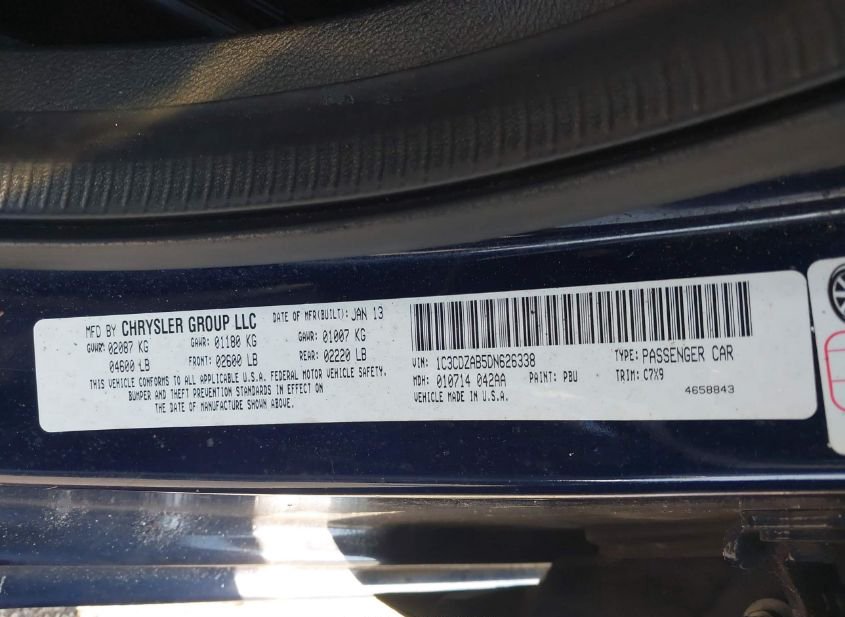 MFD BY CHRYSLER GROUP LLC DATE OF MFR(BUILT): JAN 13
GVWR: 02087 KG GAWR: 01180 KG GAWR: 01007 KG
04600 LB FRONT: 02600 LB REAR: 02220 LB
THIS VEHICLE CONFORMS TO ALL APPLICABLE U.S.A. FEDERAL MOTOR VEHICLE SAFETY,
BUMPER AND THEFT PREVENTION STANDARDS IN EFFECT ON
THE DATE OF MANUFACTURE SHOWN ABOVE.
VIN: 1C3CDZAB5DN626338 TYPE: PASSENGER CAR
MDH: 010714 042AA PAINT: PBU TRIM: C7X9
VEHICLE MADE IN U.S.A. 4658843